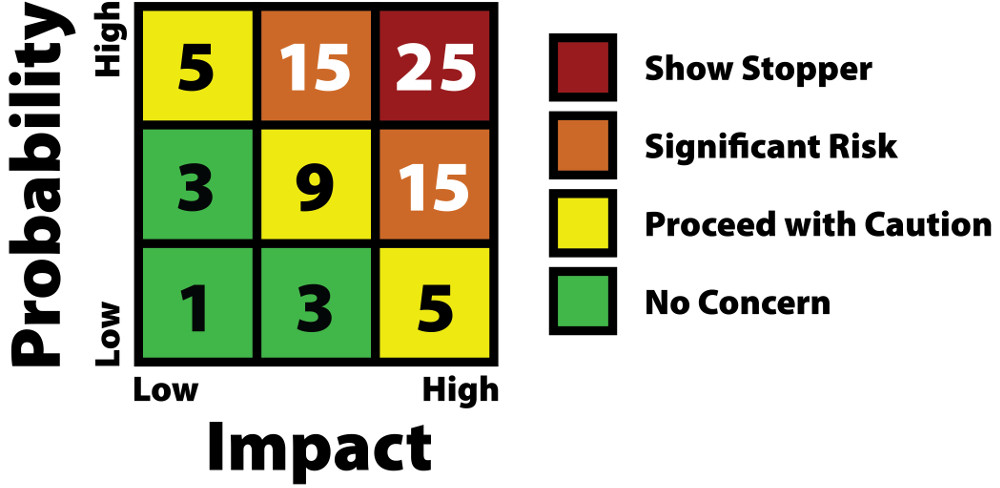 Probability
High
Low
5 15 25
3 9 15
1 3 5
Low High
Impact
Show Stopper
Significant Risk
Proceed with Caution
No Concern